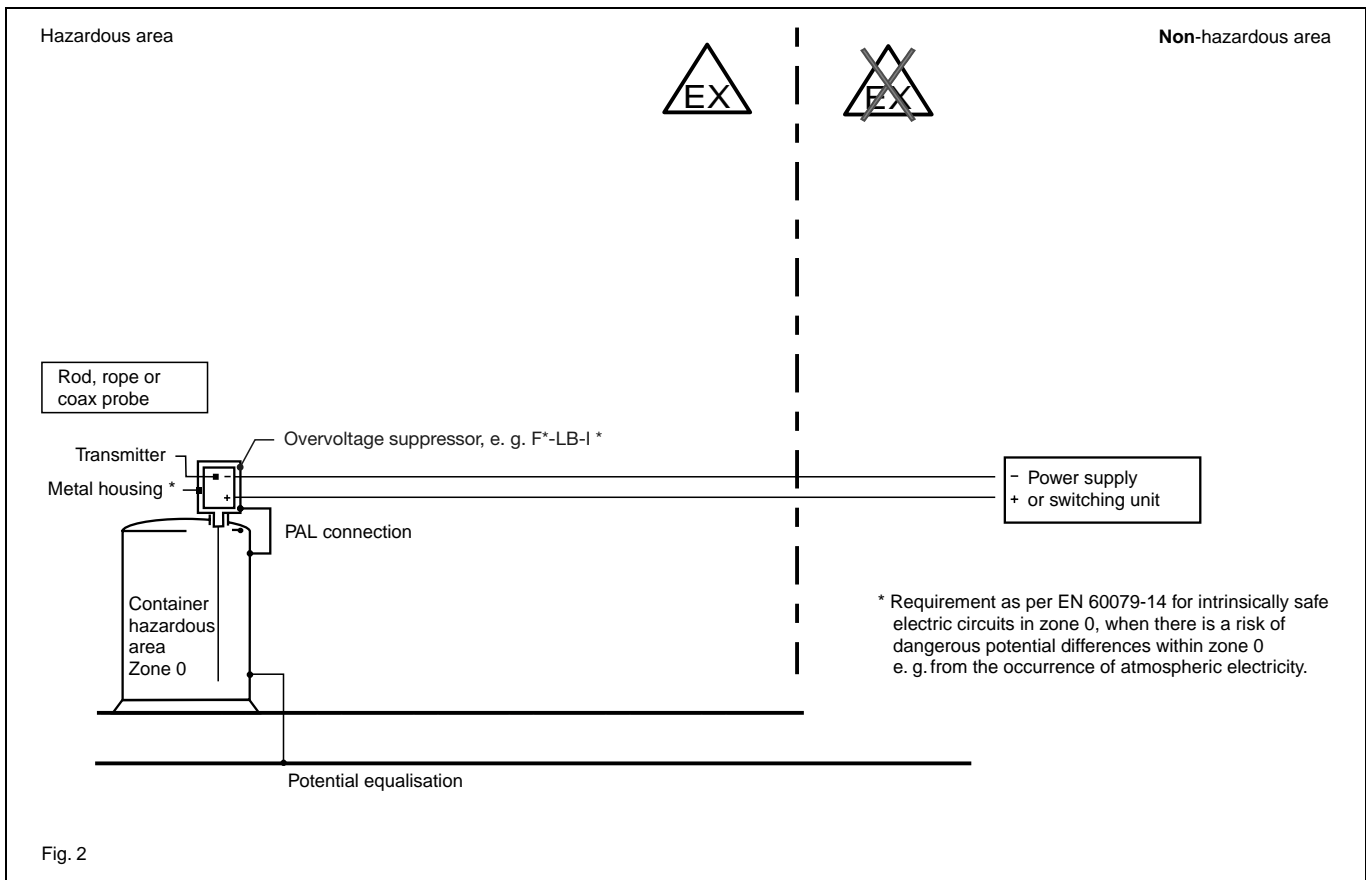 Hazardous area
Non-hazardous area
EX
EX
Rod, rope or
coax probe
Overvoltage suppressor, e. g. F*-LB-I *
Transmitter
Metal housing *
−
+
− Power supply
+ or switching unit
PAL connection
Container
hazardous
area
Zone 0
* Requirement as per EN 60079-14 for intrinsically safe
electric circuits in zone 0, when there is a risk of
dangerous potential differences within zone 0
e. g. from the occurrence of atmospheric electricity.
Potential equalisation
Fig. 2